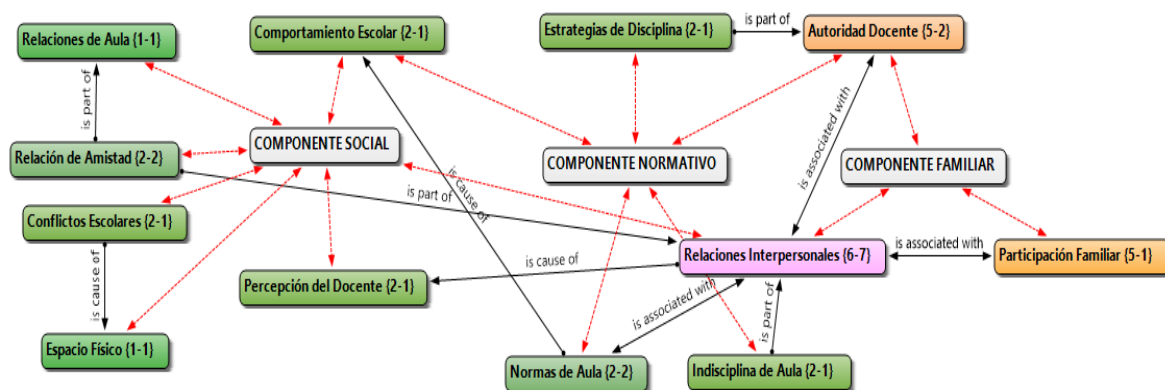 Comportamiento Escolar {2-1}
Estrategias de Disciplina {2-1}
is part of
Autoridad Docente {5-2}
Relaciones de Aula {1-1}
is part of
COMPONENTE SOCIAL
Relación de Amistad {2-2}
COMPONENTE NORMATIVO
COMPONENTE FAMILIAR
is associated with
is cause of
is part of
Conflictos Escolares {2-1}
Relaciones Interpersonales {6-7}
is associated with
Participación Familiar {5-1}
is cause of
Percepción del Docente {2-1}
is cause of
is associated with
is part of
Espacio Físico {1-1}
Normas de Aula {2-2}
Indisciplina de Aula {2-1}